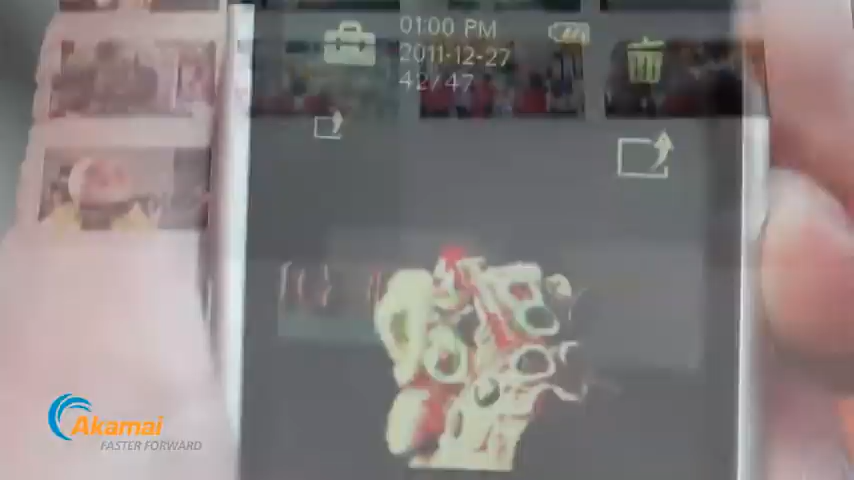 01:00 PM
2011-12-27
42/47
Akamai
FASTER FORWARD